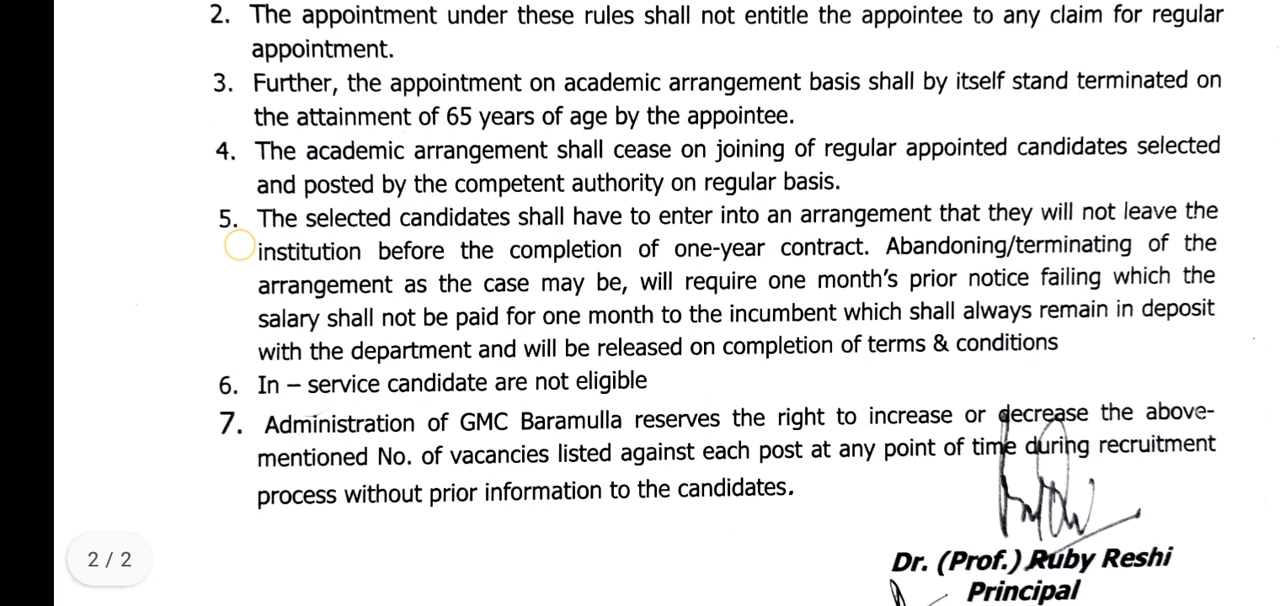 2. The appointment under these rules shall not entitle the appointee to any claim for regular
appointment.
3. Further, the appointment on academic arrangement basis shall by itself stand terminated on
the attainment of 65 years of age by the appointee.
4. The academic arrangement shall cease on joining of regular appointed candidates selected
and posted by the competent authority on regular basis.
5. The selected candidates shall have to enter into an arrangement that they will not leave the
institution before the completion of one-year contract. Abandoning/terminating of the
arrangement as the case may be, will require one month's prior notice failing which the
salary shall not be paid for one month to the incumbent which shall always remain in deposit
with the department and will be released on completion of terms & conditions
6. In – service candidate are not eligible
7. Administration of GMC Baramulla reserves the right to increase or decrease the above-
mentioned No. of vacancies listed against each post at any point of time during recruitment
process without prior information to the candidates.
2 / 2
Dr. (Prof.) Ruby Reshi
Principal